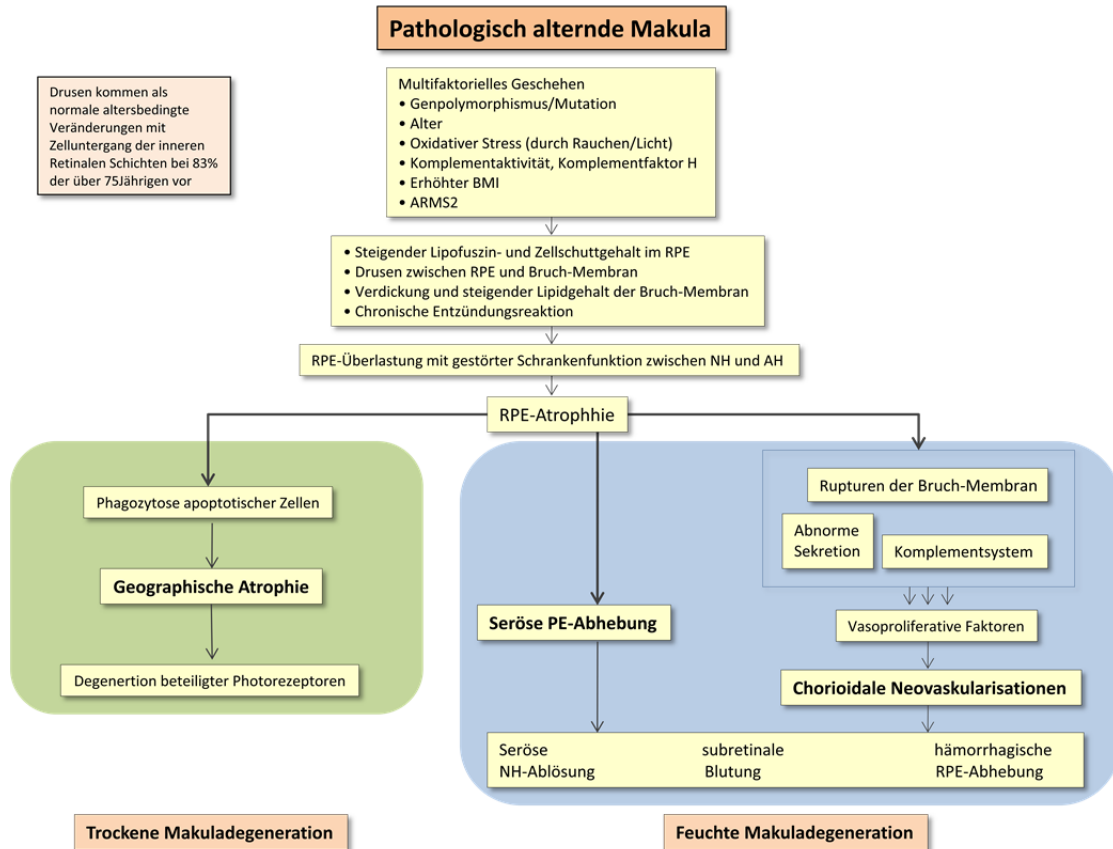 Pathologisch alternde Makula
Drusen kommen als
normale altersbedingte
Veränderungen mit
Zelluntergang der inneren
Retinalen Schichten bei 83%
der über 75Jährigen vor
Multifaktorielles Geschehen
• Genpolymorphismus/Mutation
• Alter
• Oxidativer Stress (durch Rauchen/Licht)
• Komplementaktivität, Komplementfaktor H
• Erhöhter BMI
• ARMS2
• Steigender Lipofuszin- und Zellschuttgehalt im RPE
• Drusen zwischen RPE und Bruch-Membran
• Verdickung und steigender Lipidgehalt der Bruch-Membran
• Chronische Entzündungsreaktion
RPE-Überlastung mit gestörter Schrankenfunktion zwischen NH und AH
RPE-Atrophhie
Phagozytose apoptotischer Zellen
Geographische Atrophie
Degenertion beteiligter Photorezeptoren
Seröse PE-Abhebung
Rupturen der Bruch-Membran
Abnorme
Sekretion
Komplementsystem
Vasoproliferative Faktoren
Chorioidale Neovaskularisationen
Seröse
NH-Ablösung
subretinale
Blutung
hämorrhagische
RPE-Abhebung
Trockene Makuladegeneration
Feuchte Makuladegeneration